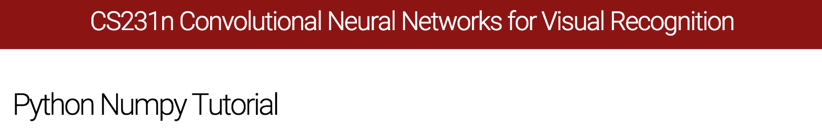 CS231n Convolutional Neural Networks for Visual Recognition
Python Numpy Tutorial